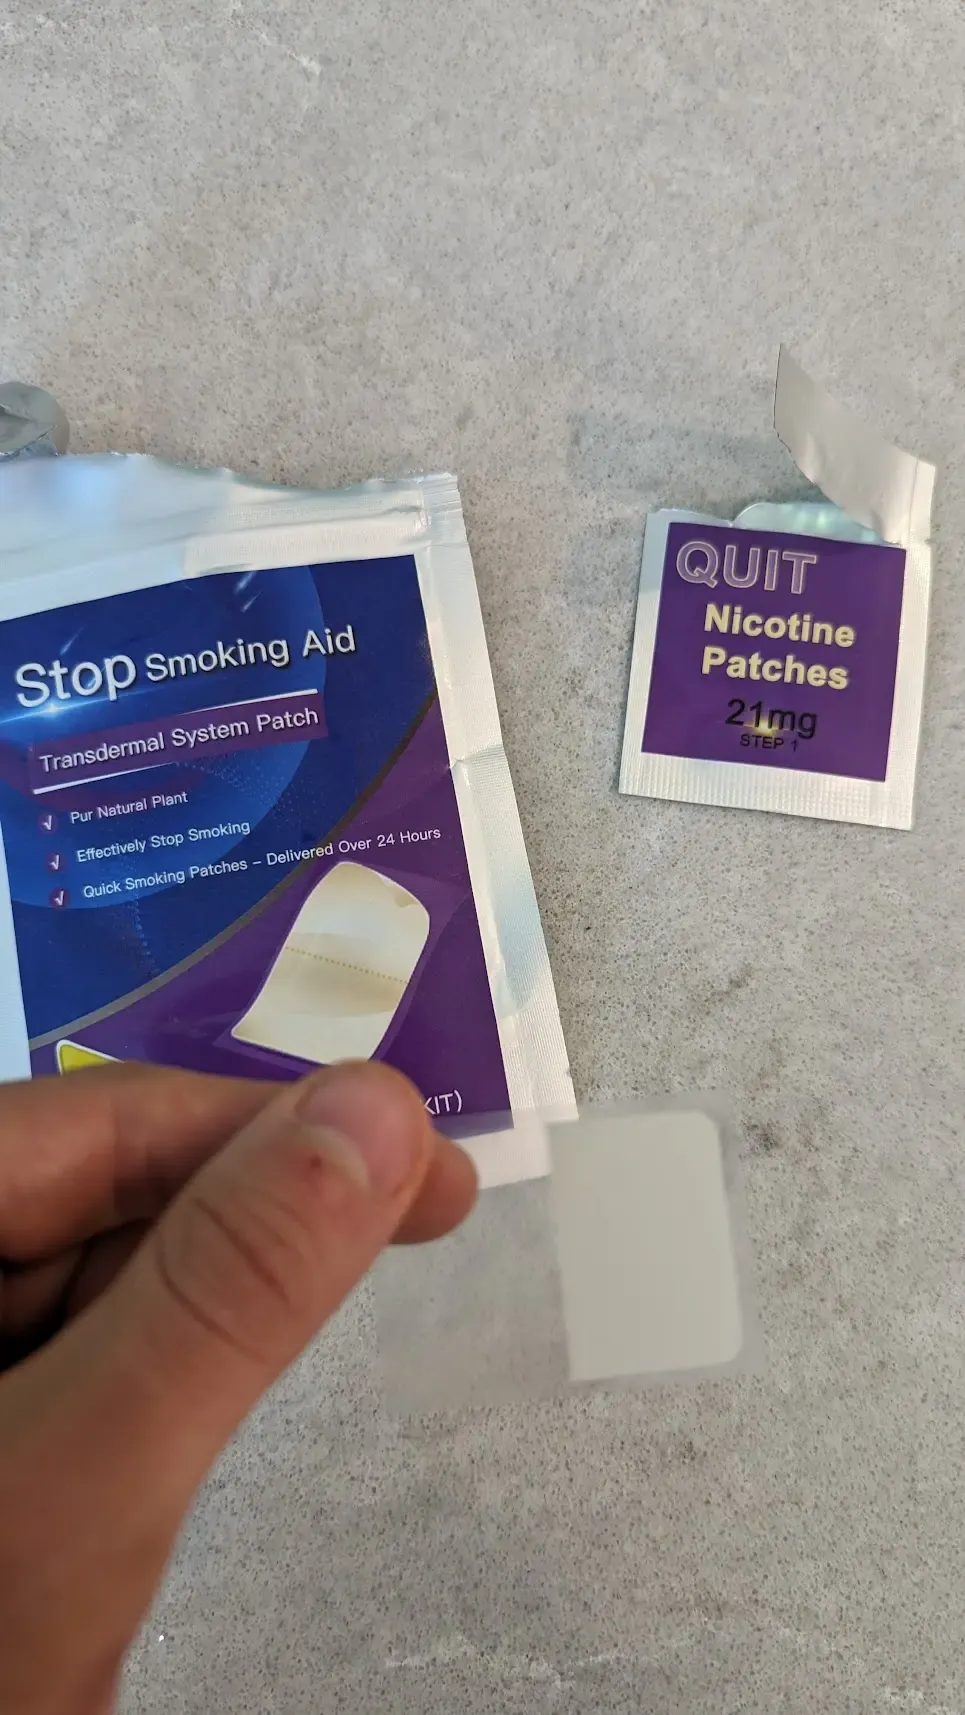 Stop Smoking Aid
Transdermal System Patch
√ Pur Natural Plant
√ Effectively Stop Smoking
√ Quick Smoking Patches – Delivered Over 24 Hours
KIT)
QUIT
Nicotine
Patches
21mg
STEP 1